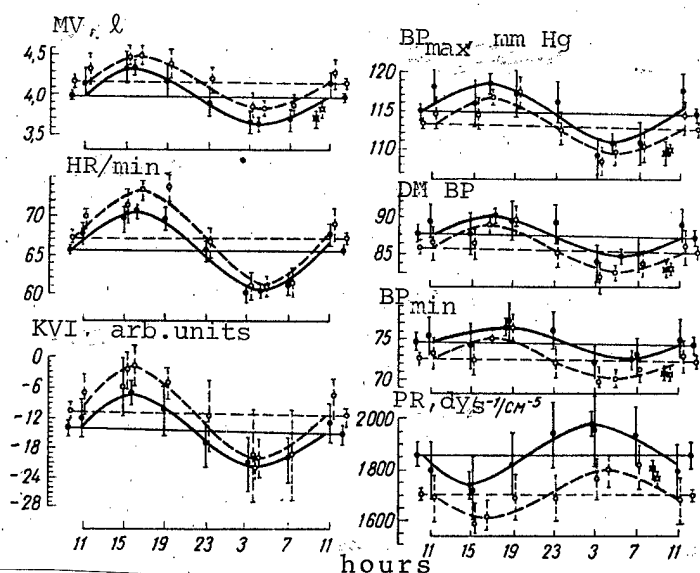 MV, ℓ
4,5
4,0
3,5
HR/min.
70
65
60
KVI, arb.units
0
-6
-12
-18
-24
-28
11 15 19 23 3 7 11
BPmax, mm Hg
120
115
110
DM BP
90
85
BPmin
75
70
PR, dys-1/CM-5
2000
1800
1600
11 15 19 23 3 7 11
hours